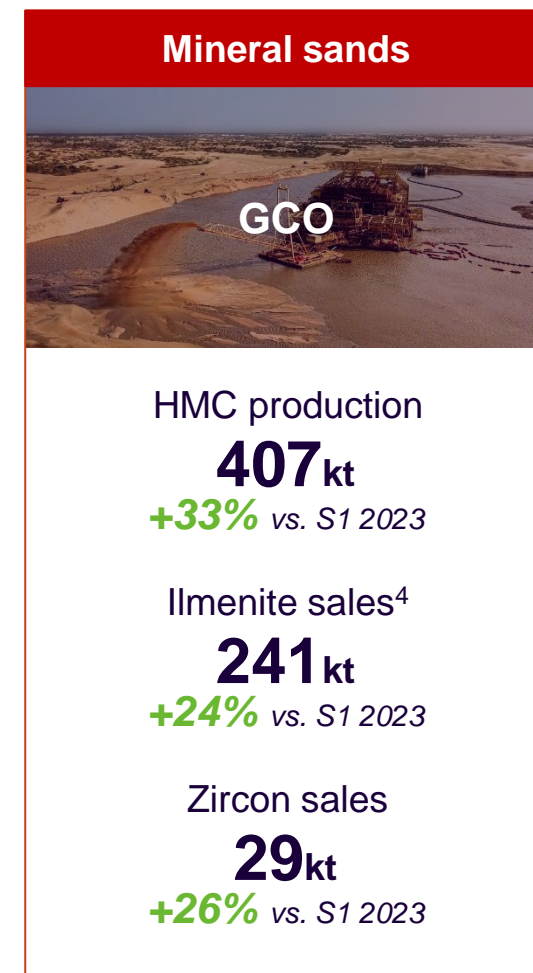 Mineral sands
GCO
HMC production
407kt
+33% vs. S1 2023
Ilmenite sales⁴
241kt
+24% vs. S1 2023
Zircon sales
29kt
+26% vs. S1 2023